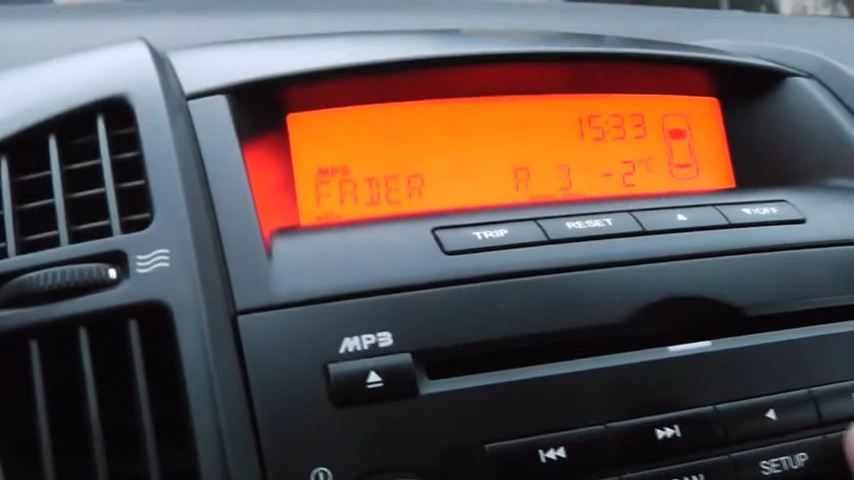 15:33
MP3
FADER R 3 -2°C
TRIP RESET ▲ ▼/OFF
MP3
SETUP